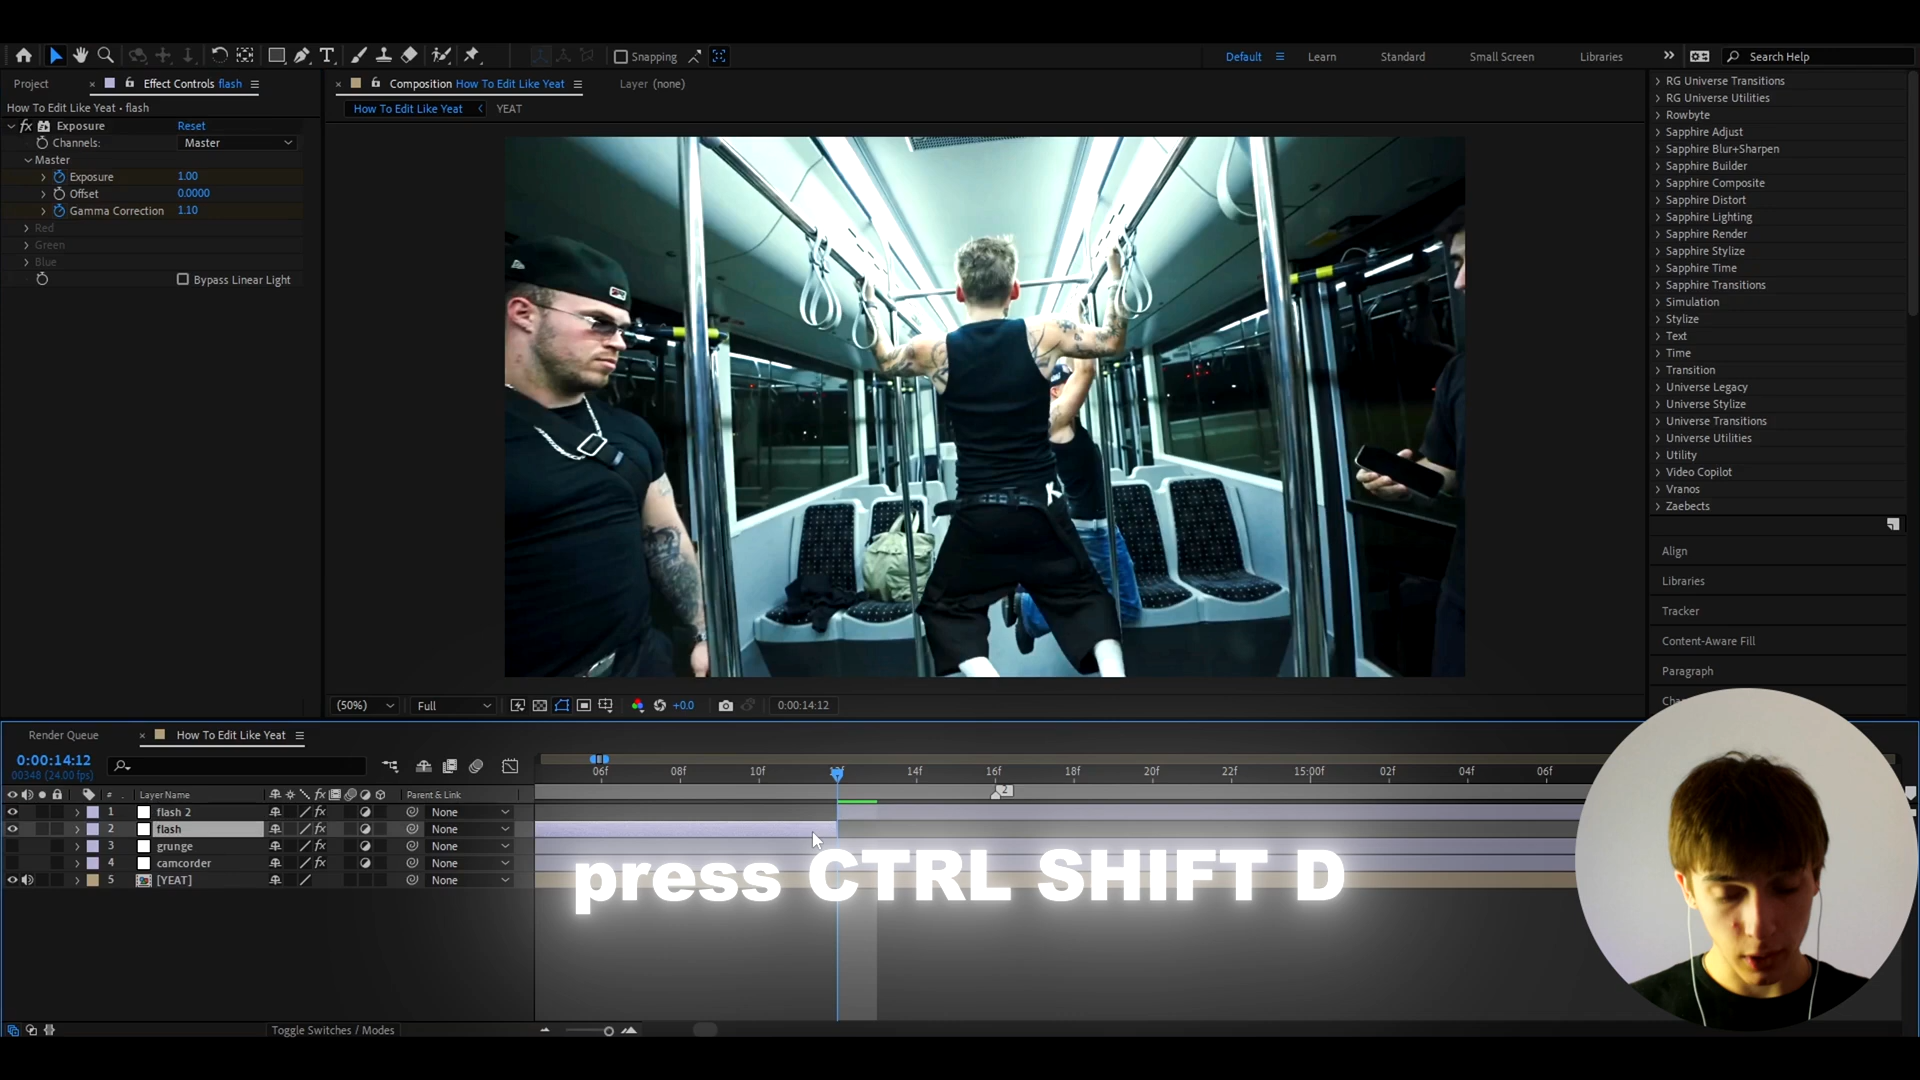 Snapping
Default
Learn
Standard
Small Screen
Libraries
Search Help
Project
Effect Controls flash
Composition How To Edit Like Yeat
Layer (none)
How To Edit Like Yeat • flash
How To Edit Like Yeat
YEAT
fx Exposure Reset
Channels: Master
Master
Exposure 1.00
Offset 0.0000
Gamma Correction 1.10
Red
Green
Blue
Bypass Linear Light
RG Universe Transitions
RG Universe Utilities
Rowbyte
Sapphire Adjust
Sapphire Blur+Sharpen
Sapphire Builder
Sapphire Composite
Sapphire Distort
Sapphire Lighting
Sapphire Render
Sapphire Stylize
Sapphire Time
Sapphire Transitions
Simulation
Stylize
Text
Time
Transition
Universe Legacy
Universe Stylize
Universe Transitions
Universe Utilities
Utility
Video Copilot
Vranos
Zaebects
Align
Libraries
Tracker
Content-Aware Fill
Paragraph
(50%) Full +0.0 0:00:14:12
Render Queue
How To Edit Like Yeat
0:00:14:12
00348 (24.00 fps)
06f 08f 10f 12f 14f 16f 18f 20f 22f 15:00f 02f 04f 06f
# Layer Name fx Parent & Link
2
1 flash 2 fx None
2 flash fx None
3 grunge fx None
4 camcorder fx None
5 [YEAT] None
press CTRL SHIFT D
Toggle Switches / Modes